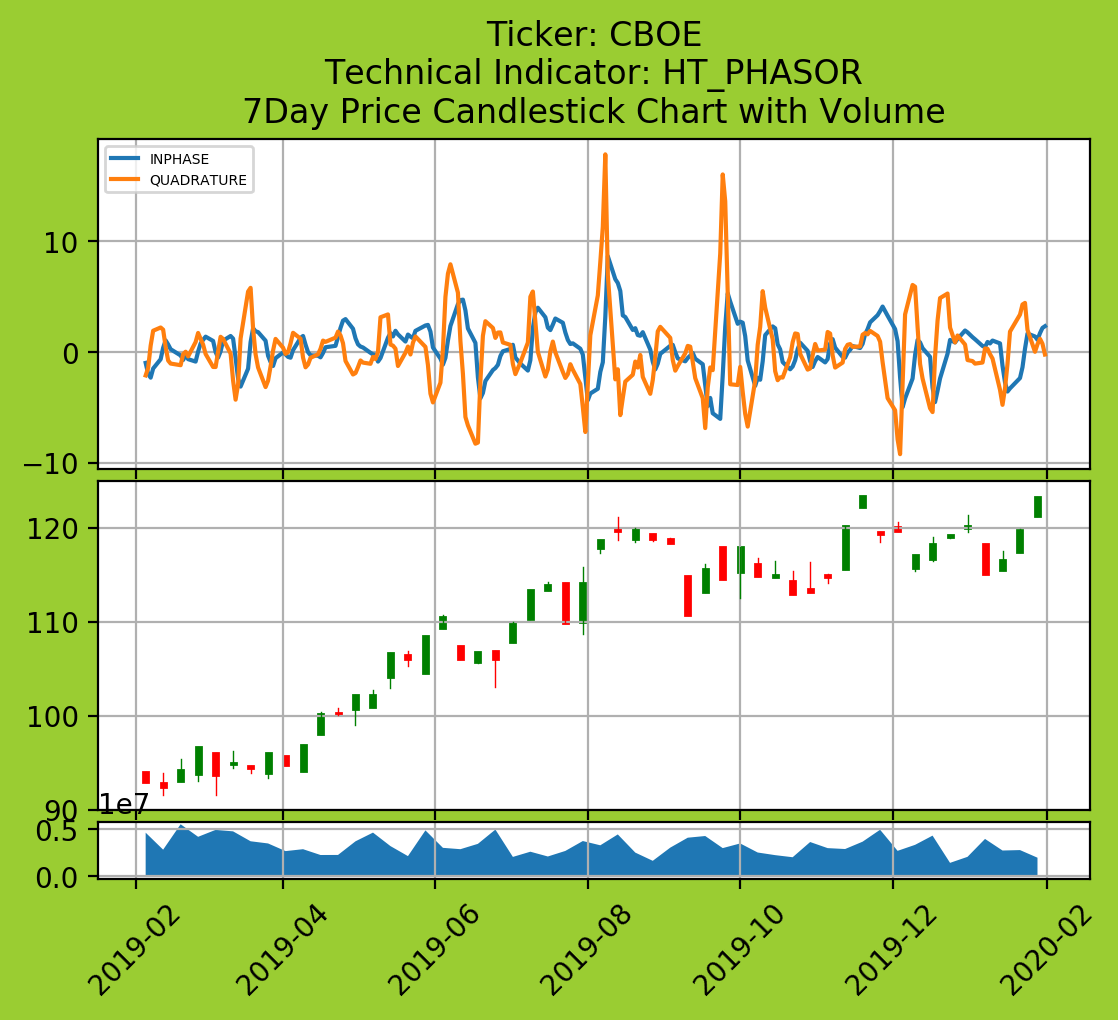 Ticker: CBOE
Technical Indicator: HT_PHASOR
7Day Price Candlestick Chart with Volume
INPHASE
QUADRATURE
10
0
−10
120
110
100
90
1e7
0.5
0.0
2019-02
2019-04
2019-06
2019-08
2019-10
2019-12
2020-02